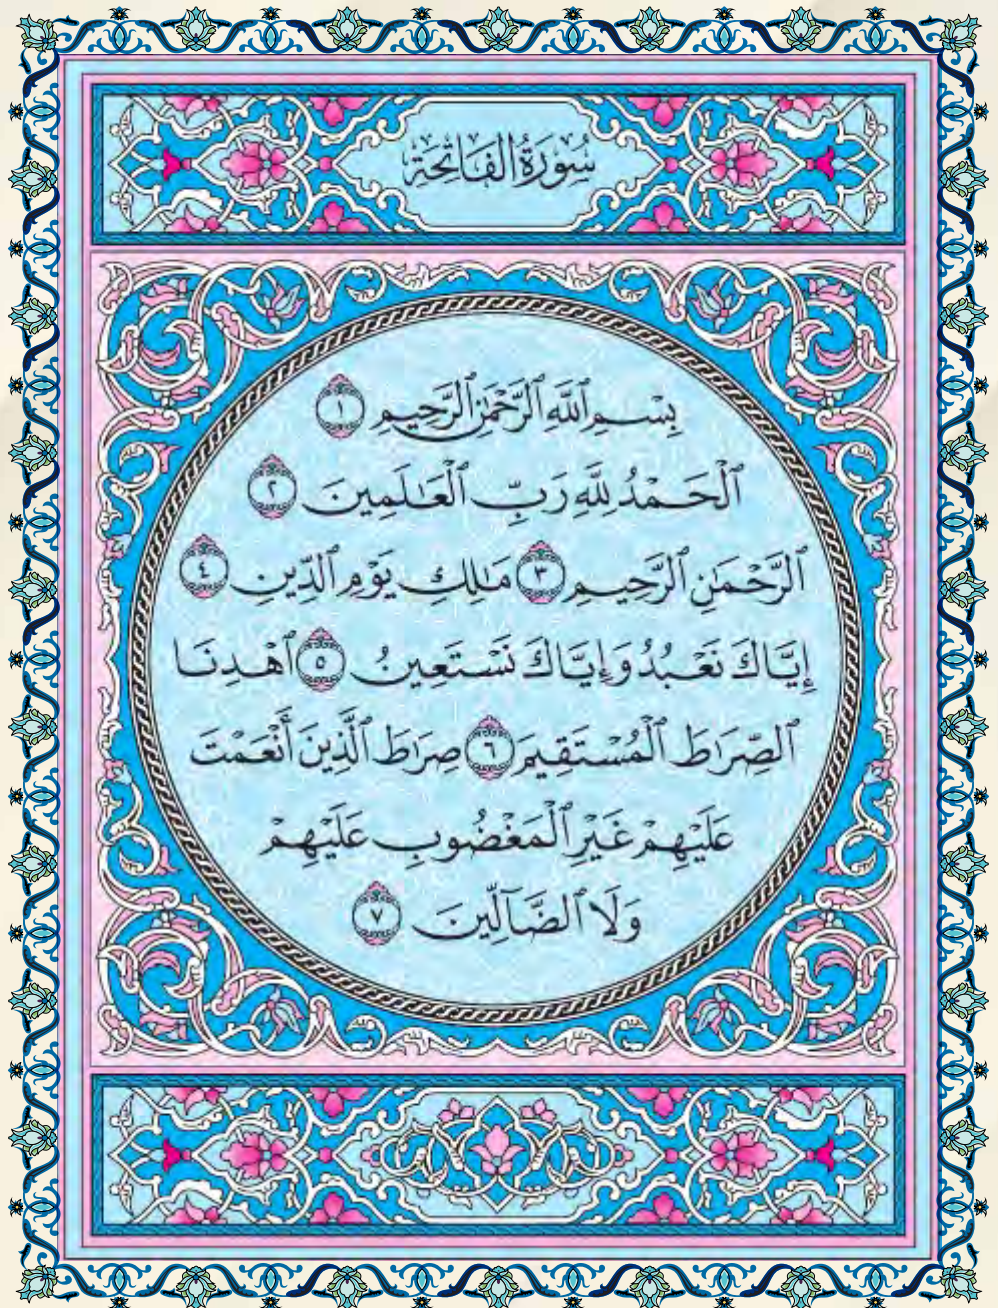 سُورَةُ الفَاتِحَةِ
بِسْمِ ٱللَّهِ ٱلرَّحْمَٰنِ ٱلرَّحِيمِ ١
ٱلْحَمْدُ لِلَّهِ رَبِّ ٱلْعَٰلَمِينَ ٢
ٱلرَّحْمَٰنِ ٱلرَّحِيمِ ٣ مَٰلِكِ يَوْمِ ٱلدِّينِ ٤
إِيَّاكَ نَعْبُدُ وَإِيَّاكَ نَسْتَعِينُ ٥ ٱهْدِنَا
ٱلصِّرَٰطَ ٱلْمُسْتَقِيمَ ٦ صِرَٰطَ ٱلَّذِينَ أَنْعَمْتَ
عَلَيْهِمْ غَيْرِ ٱلْمَغْضُوبِ عَلَيْهِمْ
وَلَا ٱلضَّآلِّينَ ٧